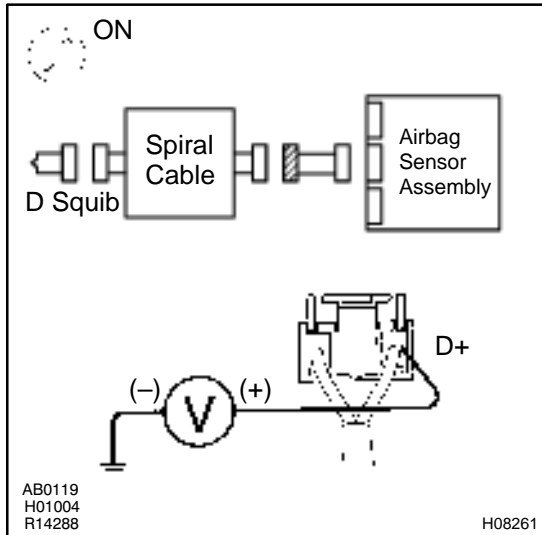 ON
Spiral
Cable
Airbag
Sensor
Assembly
D Squib
D+
(–)
V
(+)
AB0119
H01004
R14288
H08261